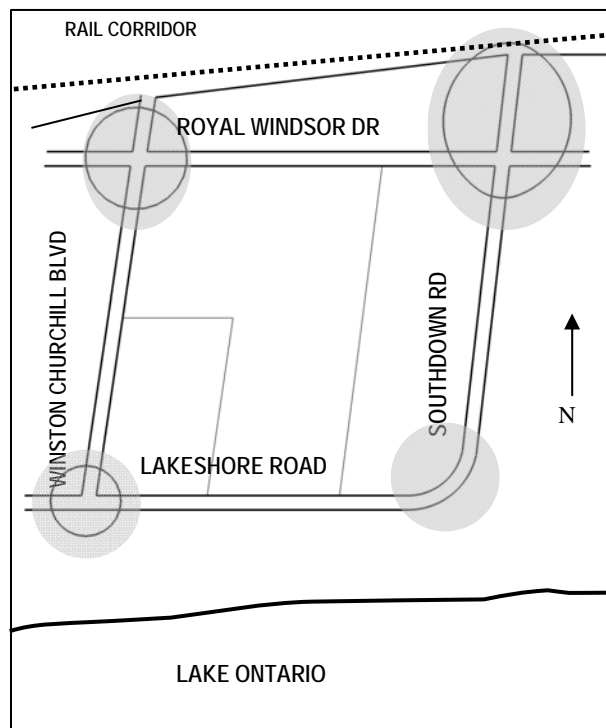 RAIL CORRIDOR
ROYAL WINDSOR DR
WINSTON CHURCHILL BLVD
SOUTHDOWN RD
N
LAKESHORE ROAD
LAKE ONTARIO